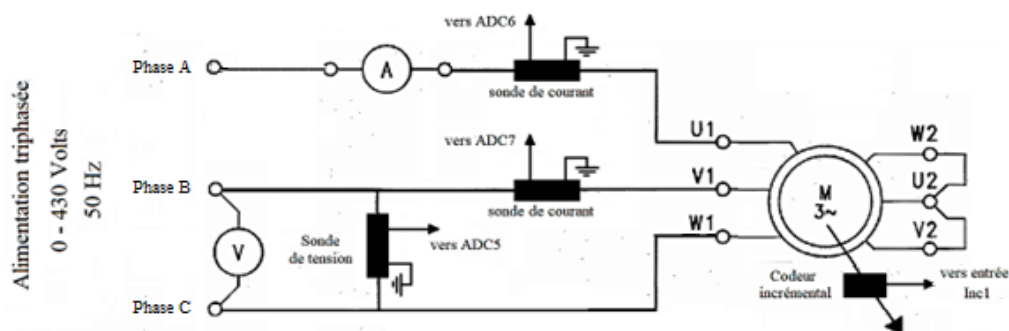 Alimentation triphasée
0 - 430 Volts
50 Hz
vers ADC6
Phase A
A
sonde de courant
U1
W2
vers ADC7
Phase B
V1
U2
M
3~
sonde de courant
W1
V2
V
Sonde
de tension
vers ADC5
Codeur
incrémental
vers entrée
Inc1
Phase C